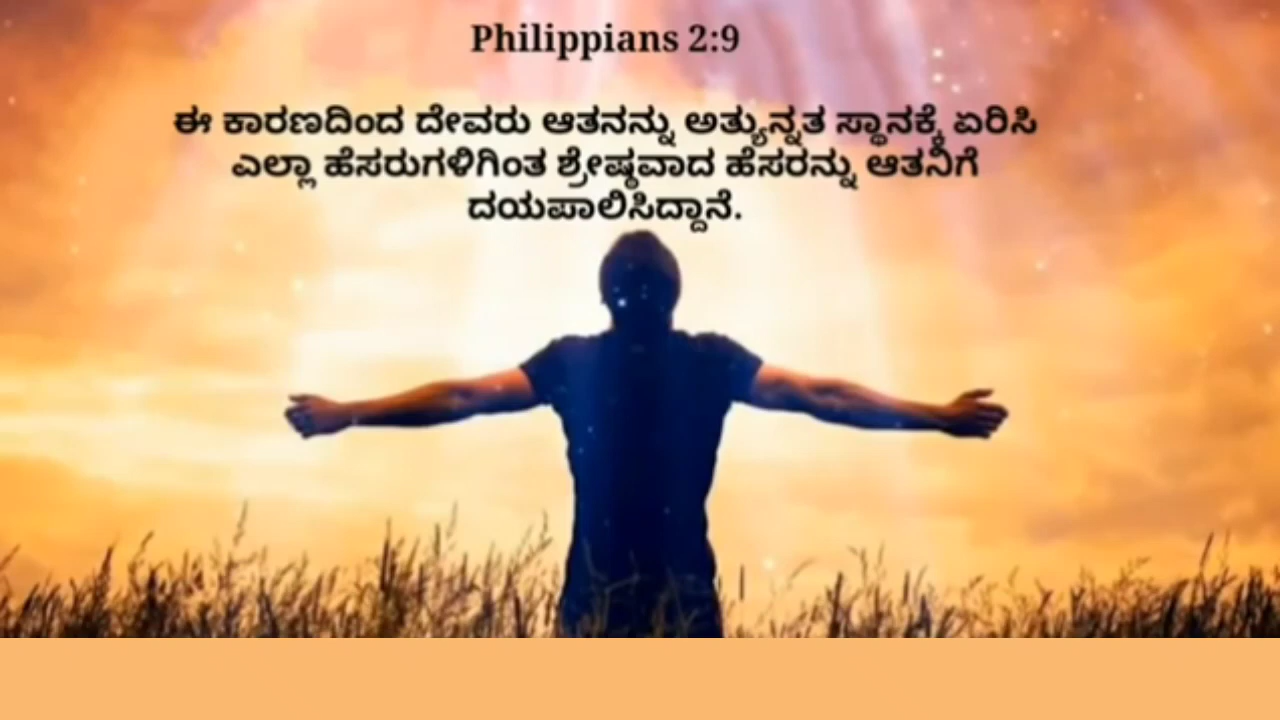 Philippians 2:9
ಈ ಕಾರಣದಿಂದ ದೇವರು ಆತನನ್ನು ಅತ್ಯುನ್ನತ ಸ್ಥಾನಕ್ಕೆ ಏರಿಸಿ
ಎಲ್ಲಾ ಹೆಸರುಗಳಿಗಿಂತ ಶ್ರೇಷ್ಠವಾದ ಹೆಸರನ್ನು ಆತನಿಗೆ
ದಯಪಾಲಿಸಿದ್ದಾನೆ.